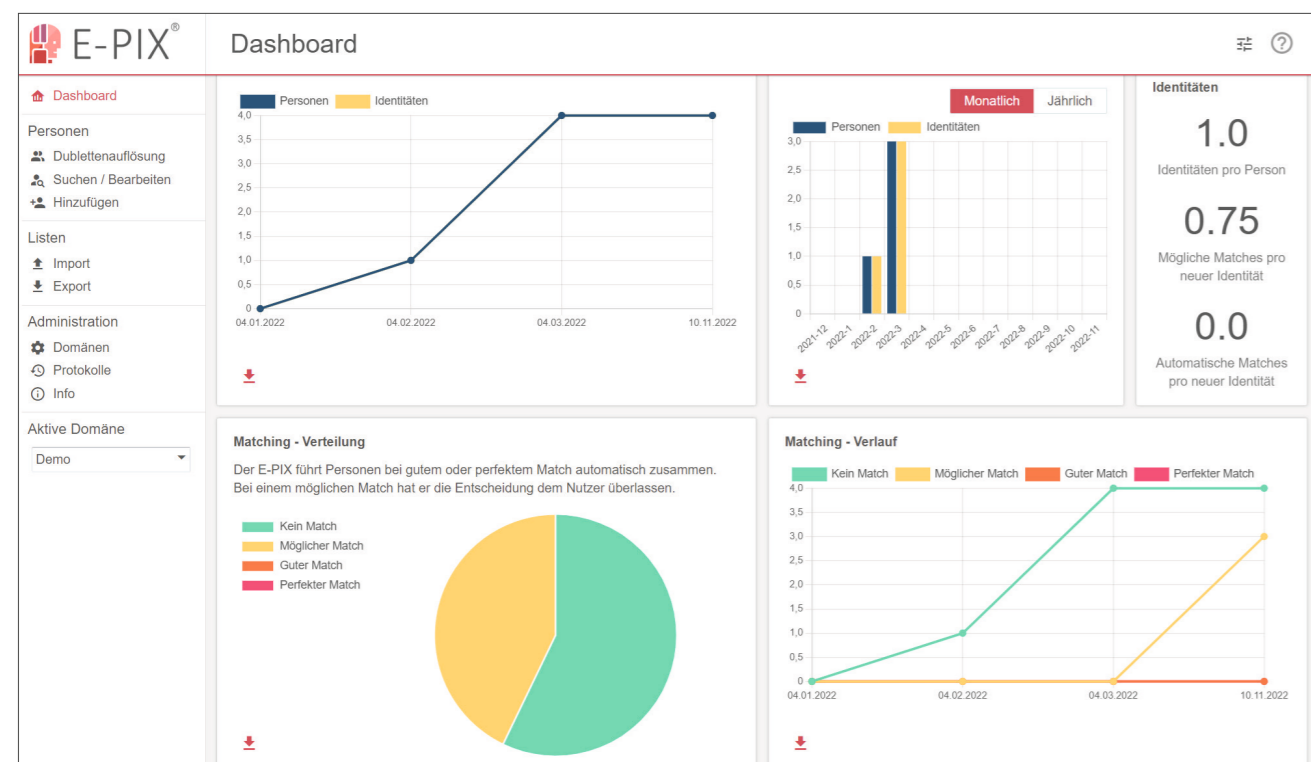 E-PIX®
Dashboard
Dashboard
Personen
Dublettenauflösung
Suchen / Bearbeiten
Hinzufügen
Listen
Import
Export
Administration
Domänen
Protokolle
Info
Aktive Domäne
Demo
Personen Identitäten
4,0
3,5
3,0
2,5
2,0
1,5
1,0
0,5
0
04.01.2022 04.02.2022 04.03.2022 10.11.2022
Monatlich Jährlich
Personen Identitäten
3,0
2,5
2,0
1,5
1,0
0,5
0
2021-12 2022-1 2022-2 2022-3 2022-4 2022-5 2022-6 2022-7 2022-8 2022-9 2022-10 2022-11
Identitäten
1.0
Identitäten pro Person
0.75
Mögliche Matches pro
neuer Identität
0.0
Automatische Matches
pro neuer Identität
Matching - Verteilung
Der E-PIX führt Personen bei gutem oder perfektem Match automatisch zusammen.
Bei einem möglichen Match hat er die Entscheidung dem Nutzer überlassen.
Kein Match
Möglicher Match
Guter Match
Perfekter Match
Matching - Verlauf
Kein Match Möglicher Match Guter Match Perfekter Match
4,0
3,5
3,0
2,5
2,0
1,5
1,0
0,5
0
04.01.2022 04.02.2022 04.03.2022 10.11.2022